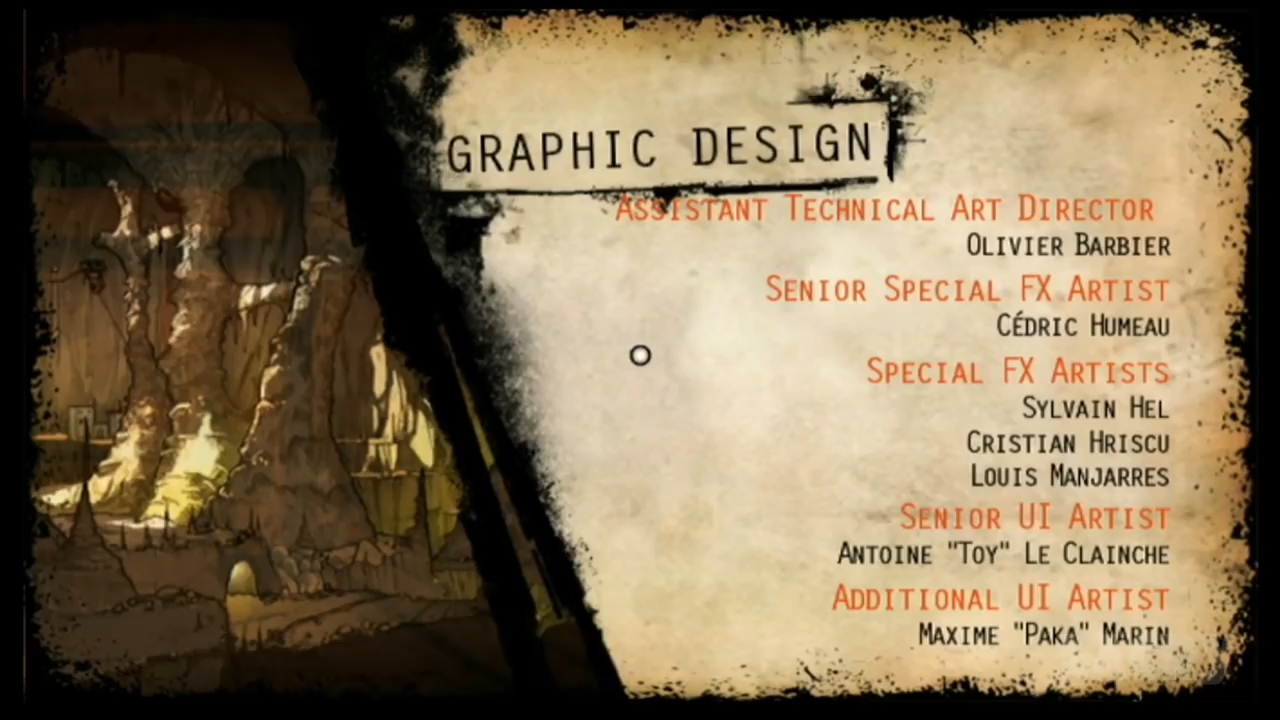 GRAPHIC DESIGN
ASSISTANT TECHNICAL ART DIRECTOR
OLIVIER BARBIER
SENIOR SPECIAL FX ARTIST
CÉDRIC HUMEAU
SPECIAL FX ARTISTS
SYLVAIN HEL
CRISTIAN HRISCU
LOUIS MANJARRES
SENIOR UI ARTIST
ANTOINE "TOY" LE CLAINCHE
ADDITIONAL UI ARTIST
MAXIME "PAKA" MARIN